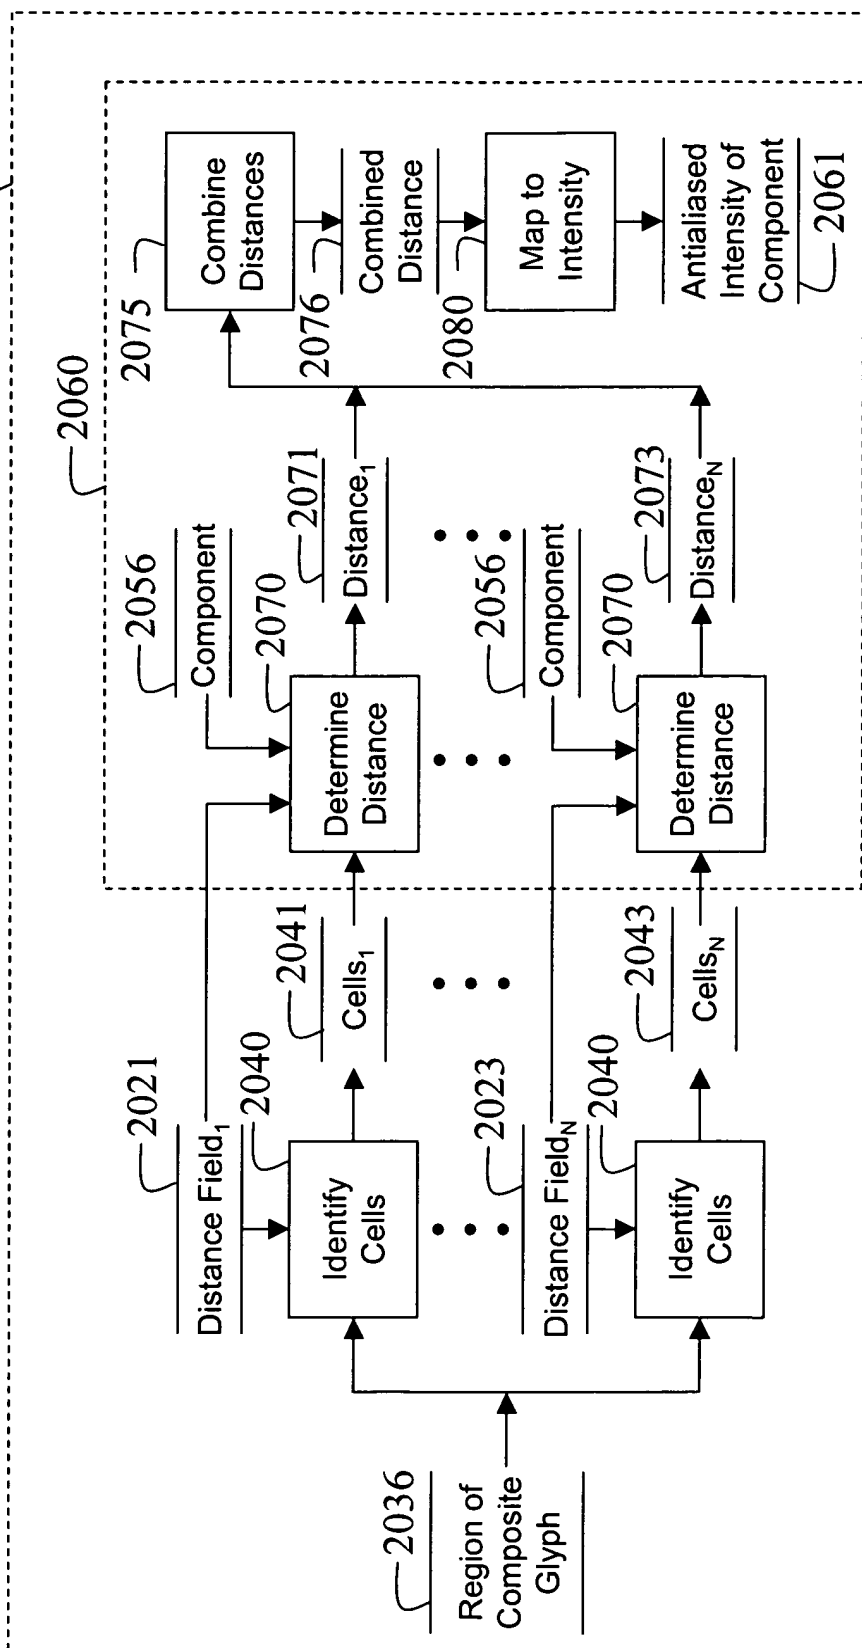 2060
2075
Combine
Distances
2076
Combined
Distance
2080
Map to
Intensity
Antialiased
Intensity of
Component
2061
2056
Component
2070
Determine
Distance
2071
Distance1
2056
Component
2070
Determine
Distance
2073
DistanceN
2021
Distance Field1
2040
Identify
Cells
2041
Cells1
2023
Distance FieldN
2040
Identify
Cells
2043
CellsN
2036
Region of
Composite
Glyph